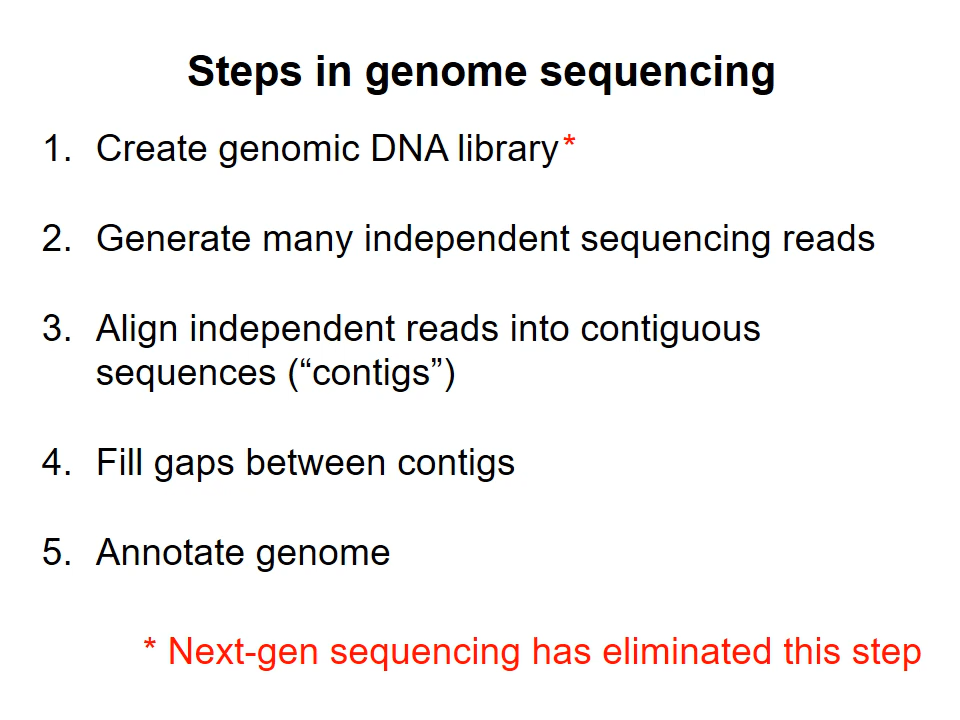 Steps in genome sequencing
1. Create genomic DNA library*
2. Generate many independent sequencing reads
3. Align independent reads into contiguous
sequences (“contigs”)
4. Fill gaps between contigs
5. Annotate genome
* Next-gen sequencing has eliminated this step